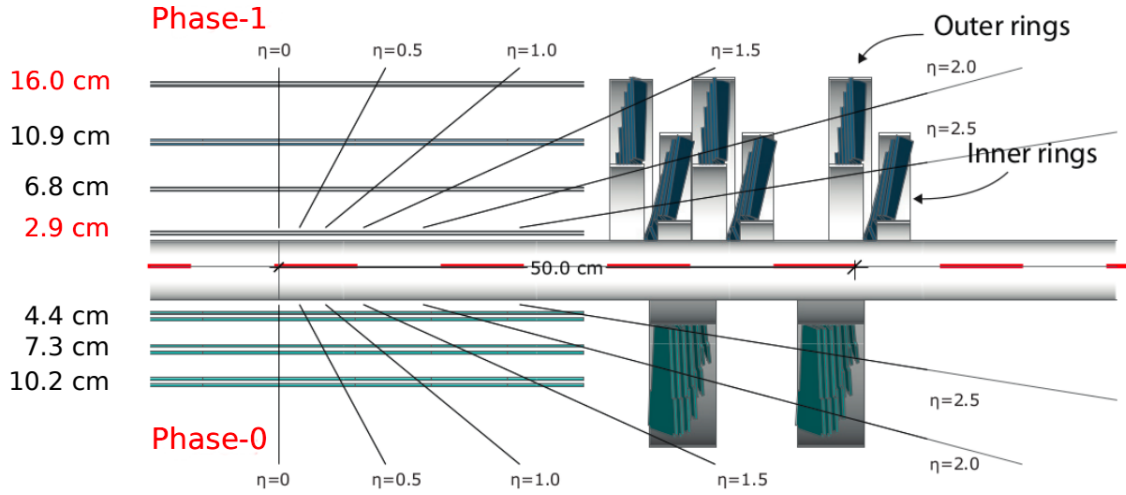 Phase-1
Outer rings
η=0
η=0.5
η=1.0
η=1.5
η=2.0
16.0 cm
10.9 cm
η=2.5
Inner rings
6.8 cm
2.9 cm
50.0 cm
4.4 cm
7.3 cm
10.2 cm
η=2.5
Phase-0
η=0
η=0.5
η=1.0
η=1.5
η=2.0